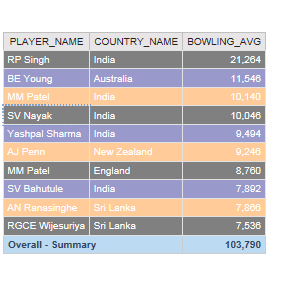 PLAYER_NAME COUNTRY_NAME BOWLING_AVG
RP Singh India 21,264
BE Young Australia 11,546
MM Patel India 10,140
SV Nayak India 10,046
Yashpal Sharma India 9,494
AJ Penn New Zealand 9,246
MM Patel England 8,760
SV Bahutule India 7,892
AN Ranasinghe Sri Lanka 7,866
RGCE Wijesuriya Sri Lanka 7,536
Overall - Summary 103,790